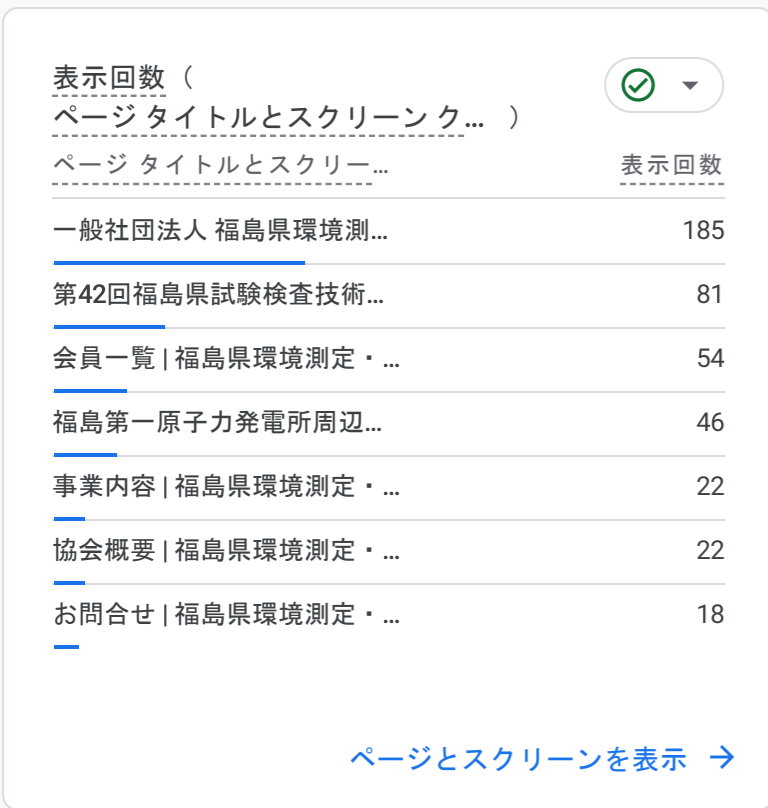 表示回数（
ページ タイトルとスクリーン ク... ）
ページ タイトルとスクリー... 表示回数
一般社団法人 福島県環境測... 185
第42回福島県試験検査技術... 81
会員一覧 | 福島県環境測定・... 54
福島第一原子力発電所周辺... 46
事業内容 | 福島県環境測定・... 22
協会概要 | 福島県環境測定・... 22
お問合せ | 福島県環境測定・... 18
ページとスクリーンを表示